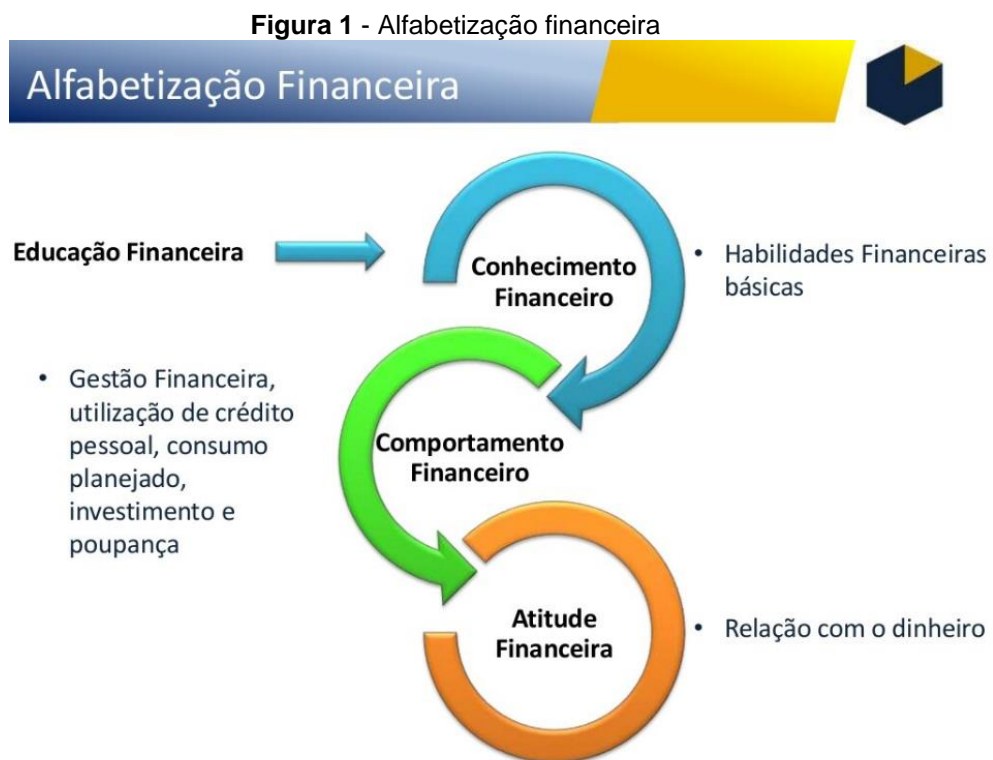 Figura 1 - Alfabetização financeira
Alfabetização Financeira
Educação Financeira
Conhecimento
Financeiro
• Habilidades Financeiras
básicas
• Gestão Financeira,
utilização de crédito
pessoal, consumo
planejado,
investimento e
poupança
Comportamento
Financeiro
Atitude
Financeira
• Relação com o dinheiro